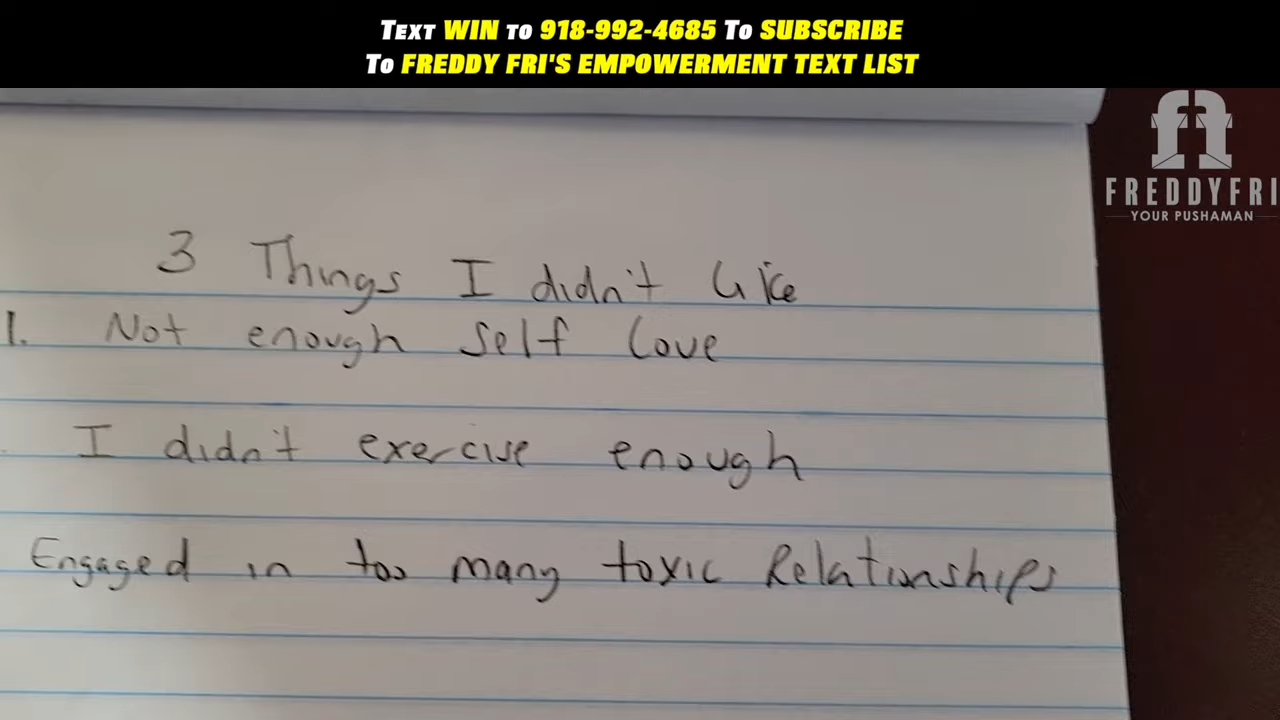 TEXT WIN TO 918-992-4685 TO SUBSCRIBE
TO FREDDY FRI'S EMPOWERMENT TEXT LIST
FREDDYFRI
YOUR PUSHAMAN
3 Things I didn't like
1. Not enough self love
I didn't exercise enough
Engaged in too many toxic Relationships